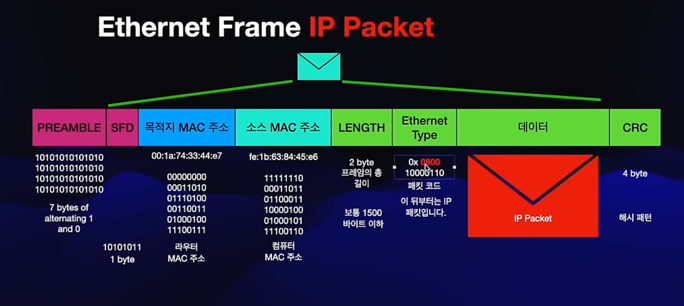 Ethernet Frame IP Packet
PREAMBLE
SFD
목적지 MAC 주소
소스 MAC 주소
LENGTH
Ethernet
Type
데이터
CRC
10101010101010
10101010101010
10101010101010
10101010101010
7 bytes of
alternating 1
and 0
10101011
1 byte
00:1a:74:33:44:e7
00000000
00011010
01110100
00110011
01000100
11100111
라우터
MAC 주소
fe:1b:63:84:45:e6
11111110
00011011
01100011
10000100
01000101
11100110
컴퓨터
MAC 주소
2 byte
프레임의 총
길이
보통 1500
바이트 이하
0x 0800
10000110
패킷 코드
이 뒤부터는 IP
패킷입니다.
IP Packet
4 byte
해시 패턴